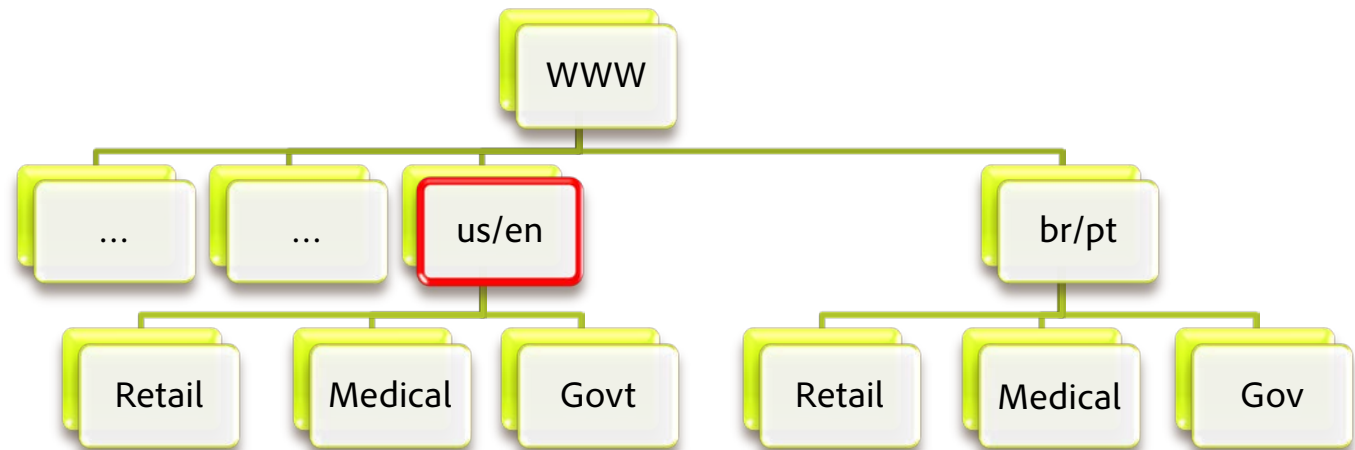 WWW
...
...
us/en
br/pt
Retail
Medical
Govt
Retail
Medical
Gov